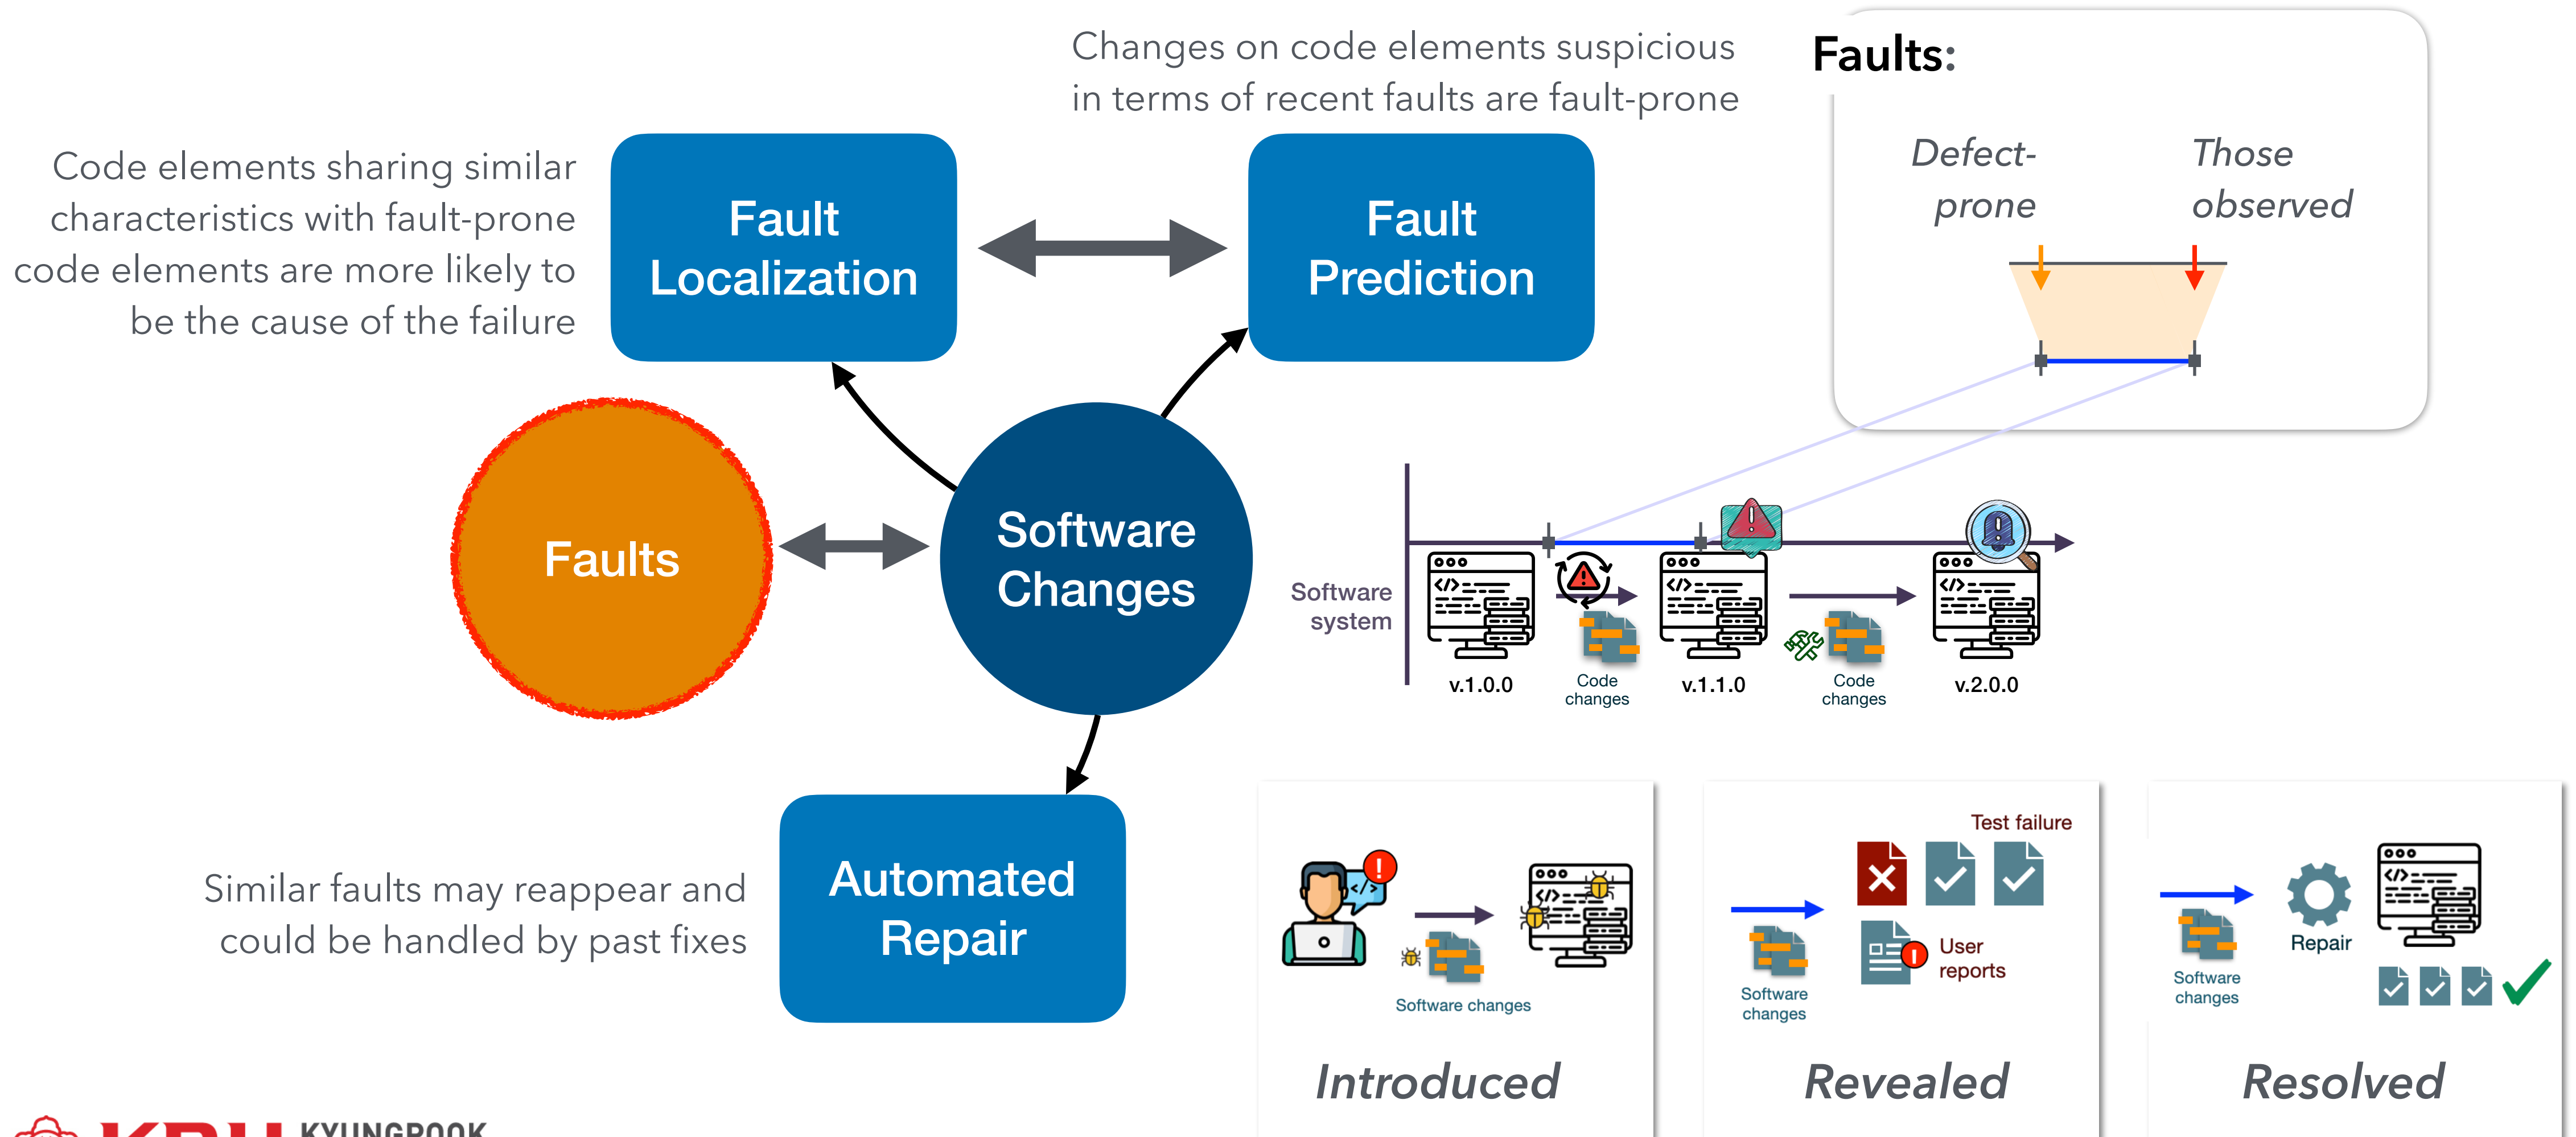 Changes on code elements suspicious
in terms of recent faults are fault-prone
Code elements sharing similar
characteristics with fault-prone
code elements are more likely to
be the cause of the failure
Fault
Localization
Fault
Prediction
Faults:
Defect-
prone
Those
observed
Faults
Software
Changes
Software
system
v.1.0.0
Code
changes
v.1.1.0
Code
changes
v.2.0.0
Automated
Repair
Similar faults may reappear and
could be handled by past fixes
Software changes
Introduced
Software
changes
Test failure
User
reports
Revealed
Software
changes
Repair
Resolved
KNU KYUNGPOOK